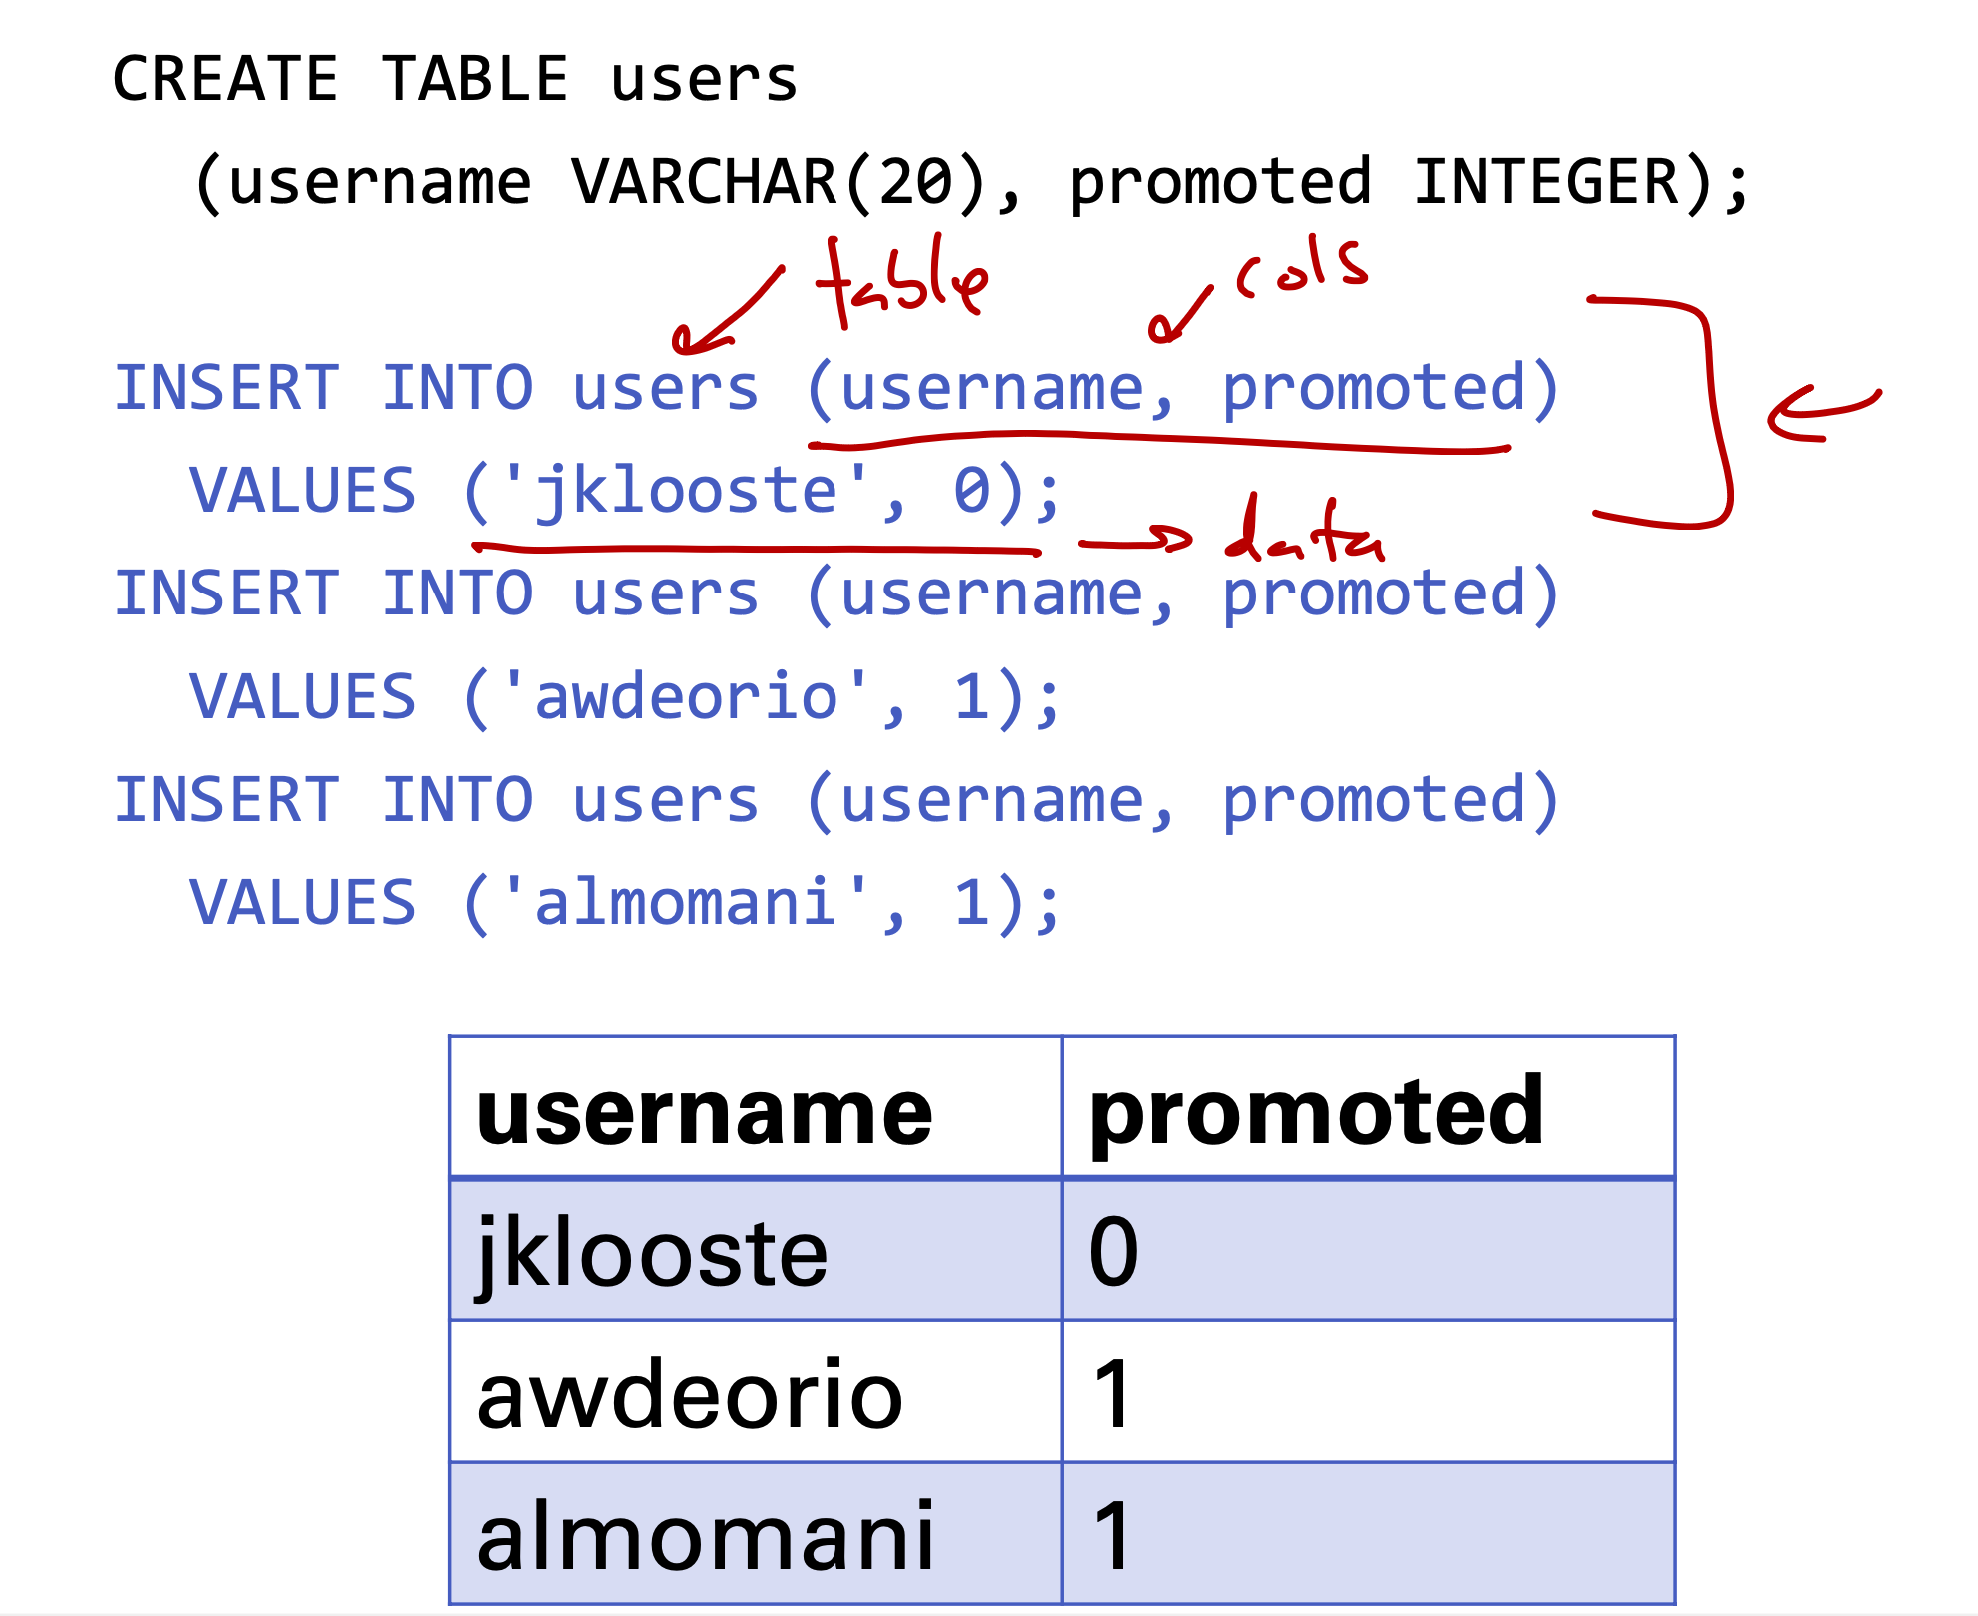 CREATE TABLE users
(username VARCHAR(20), promoted INTEGER);
table cols
INSERT INTO users (username, promoted)
VALUES ('jklooste', 0);
data
INSERT INTO users (username, promoted)
VALUES ('awdeorio', 1);
INSERT INTO users (username, promoted)
VALUES ('almomani', 1);
username promoted
jklooste 0
awdeorio 1
almomani 1